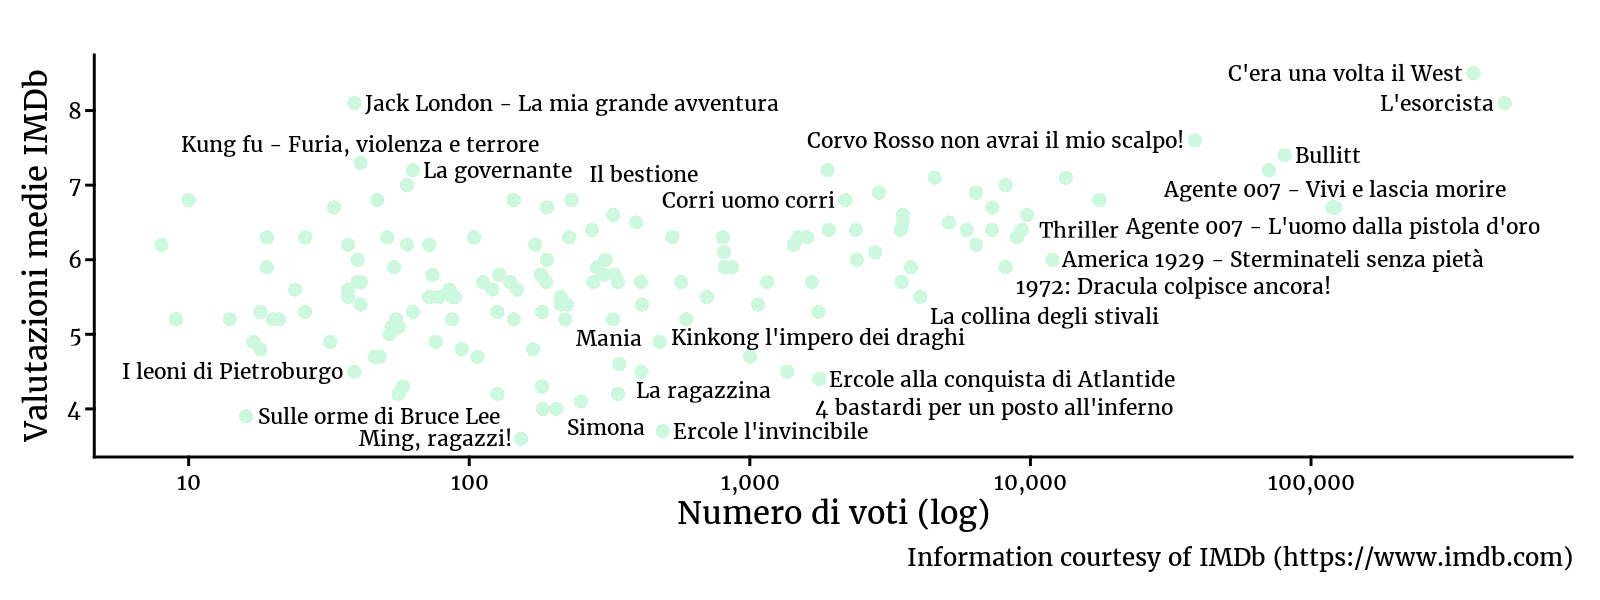 C'era una volta il West
Jack London - La mia grande avventura
L'esorcista
Corvo Rosso non avrai il mio scalpo!
Kung fu - Furia, violenza e terrore
Bullitt
La governante
Il bestione
Agente 007 - Vivi e lascia morire
Corri uomo corri
Thriller
Agente 007 - L'uomo dalla pistola d'oro
America 1929 - Sterminateli senza pietà
1972: Dracula colpisce ancora!
La collina degli stivali
Mania
Kinkong l'impero dei draghi
I leoni di Pietroburgo
Ercole alla conquista di Atlantide
La ragazzina
4 bastardi per un posto all'inferno
Sulle orme di Bruce Lee
Simona
Ercole l'invincibile
Ming, ragazzi!
Valutazioni medie IMDb
8
7
6
5
4
10
100
1,000
10,000
100,000
Numero di voti (log)
Information courtesy of IMDb (https://www.imdb.com)